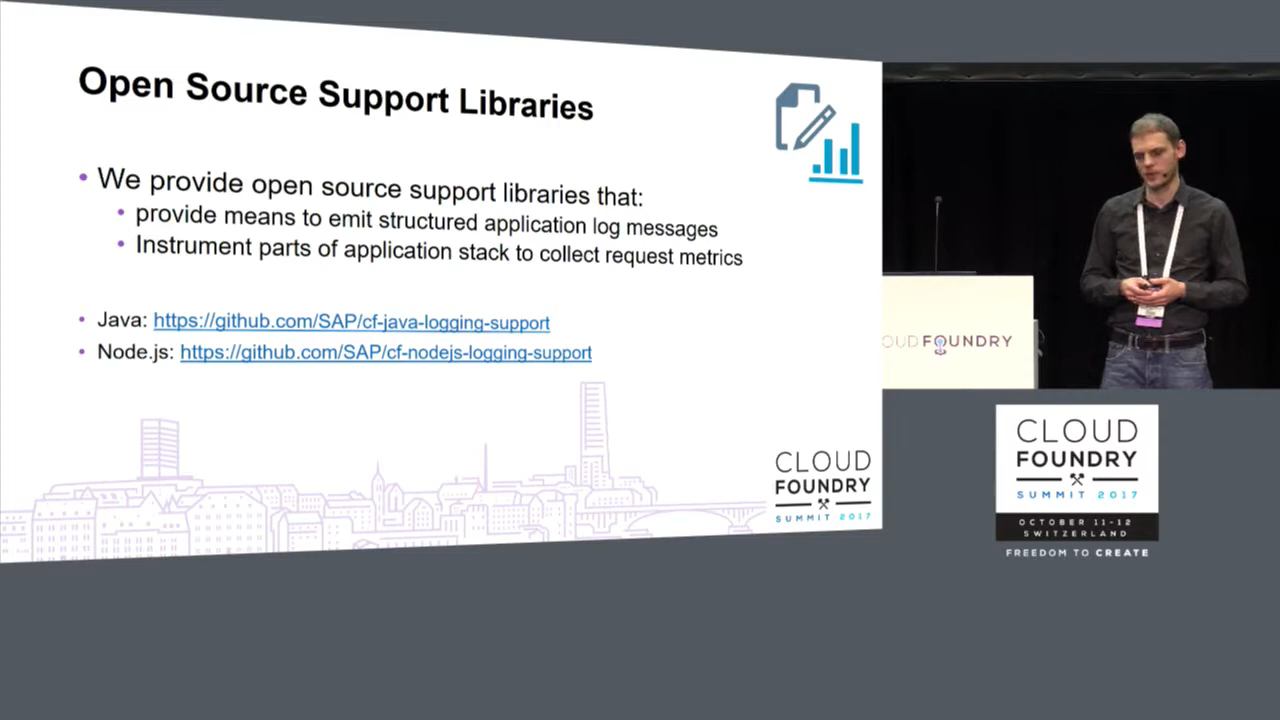 Open Source Support Libraries
• We provide open source support libraries that:
• provide means to emit structured application log messages
• Instrument parts of application stack to collect request metrics
• Java: https://github.com/SAP/cf-java-logging-support
• Node.js: https://github.com/SAP/cf-nodejs-logging-support
CLOUD
FOUNDRY
SUMMIT 2017
OUD FOUNDRY
CLOUD
FOUNDRY
SUMMIT 2017
OCTOBER 11-12
SWITZERLAND
FREEDOM TO CREATE